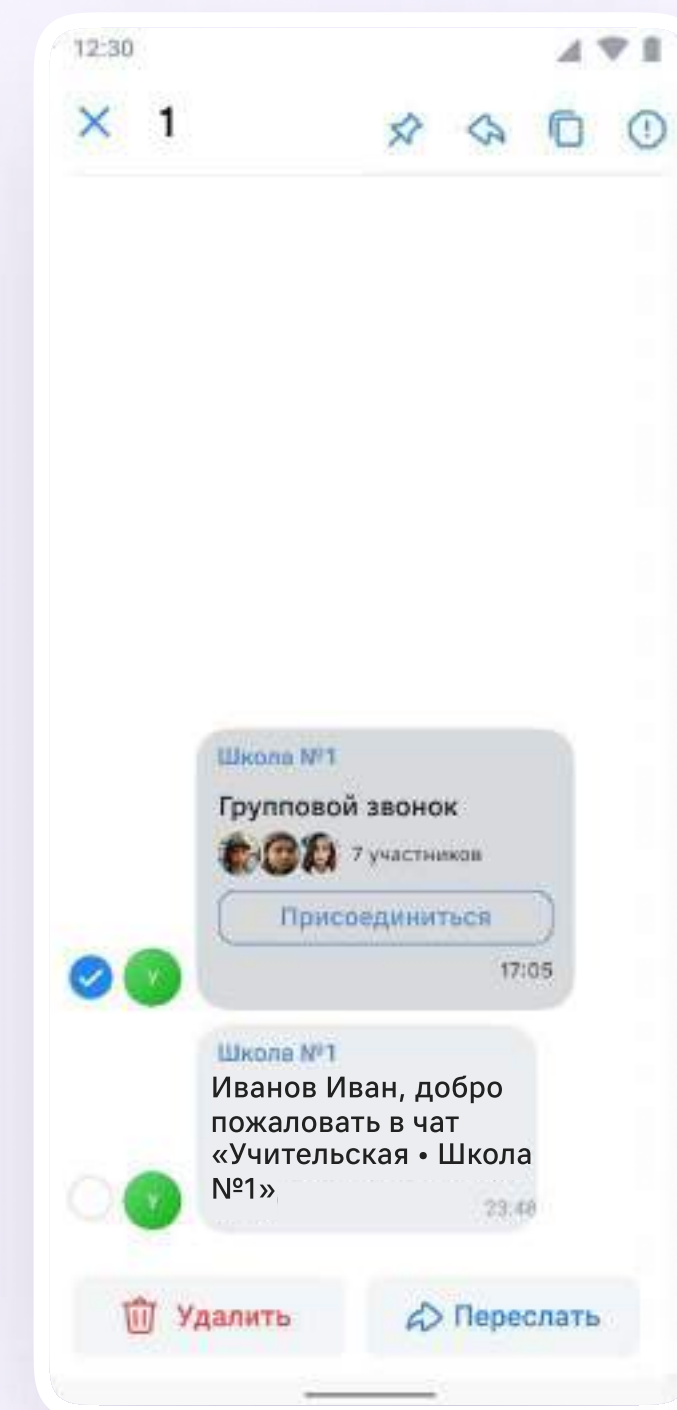 12:30
1
Школа №1
Групповой звонок
7 участников
Присоединиться
17:05
Школа №1
Иванов Иван, добро
пожаловать в чат
«Учительская • Школа
№1»
23:48
Удалить
Переслать